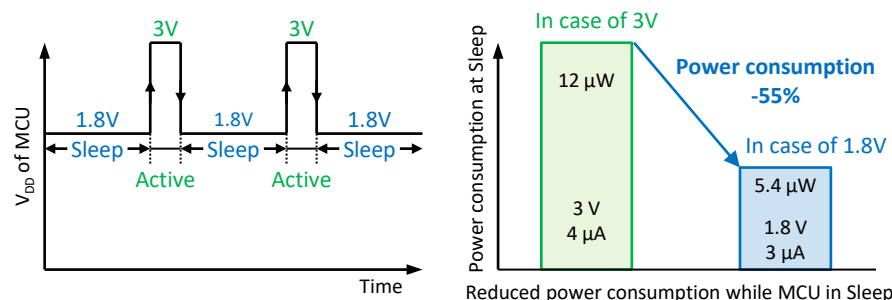 3V
3V
1.8V
1.8V
1.8V
Sleep
Sleep
Sleep
Active
Active
V_DD of MCU
Time
Power consumption at Sleep
In case of 3V
12 µW
3 V
4 µA
Power consumption
-55%
In case of 1.8V
5.4 µW
1.8 V
3 µA
Reduced power consumption while MCU in Sleep